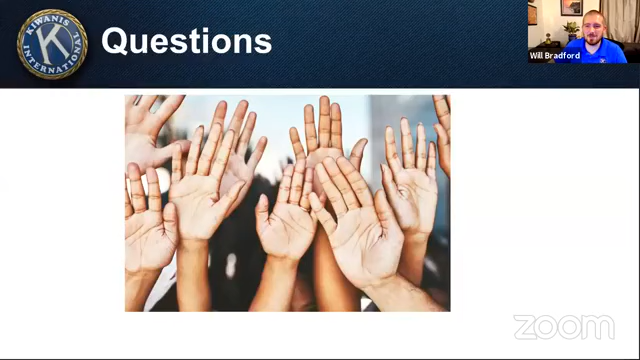 KIWANIS
K
INTERNATIONAL
Questions
Will Bradford
zoom